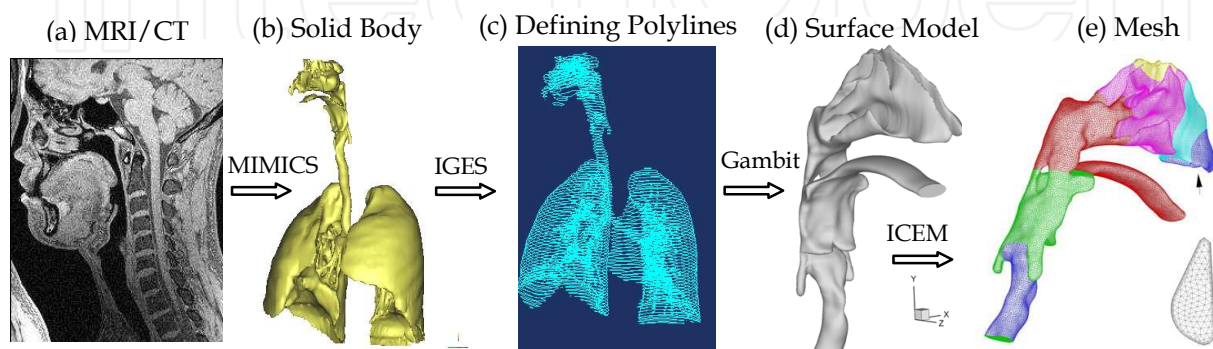 (a) MRI/CT
(b) Solid Body
(c) Defining Polylines
(d) Surface Model
(e) Mesh
MIMICS
IGES
Gambit
ICEM
Y
X
Z